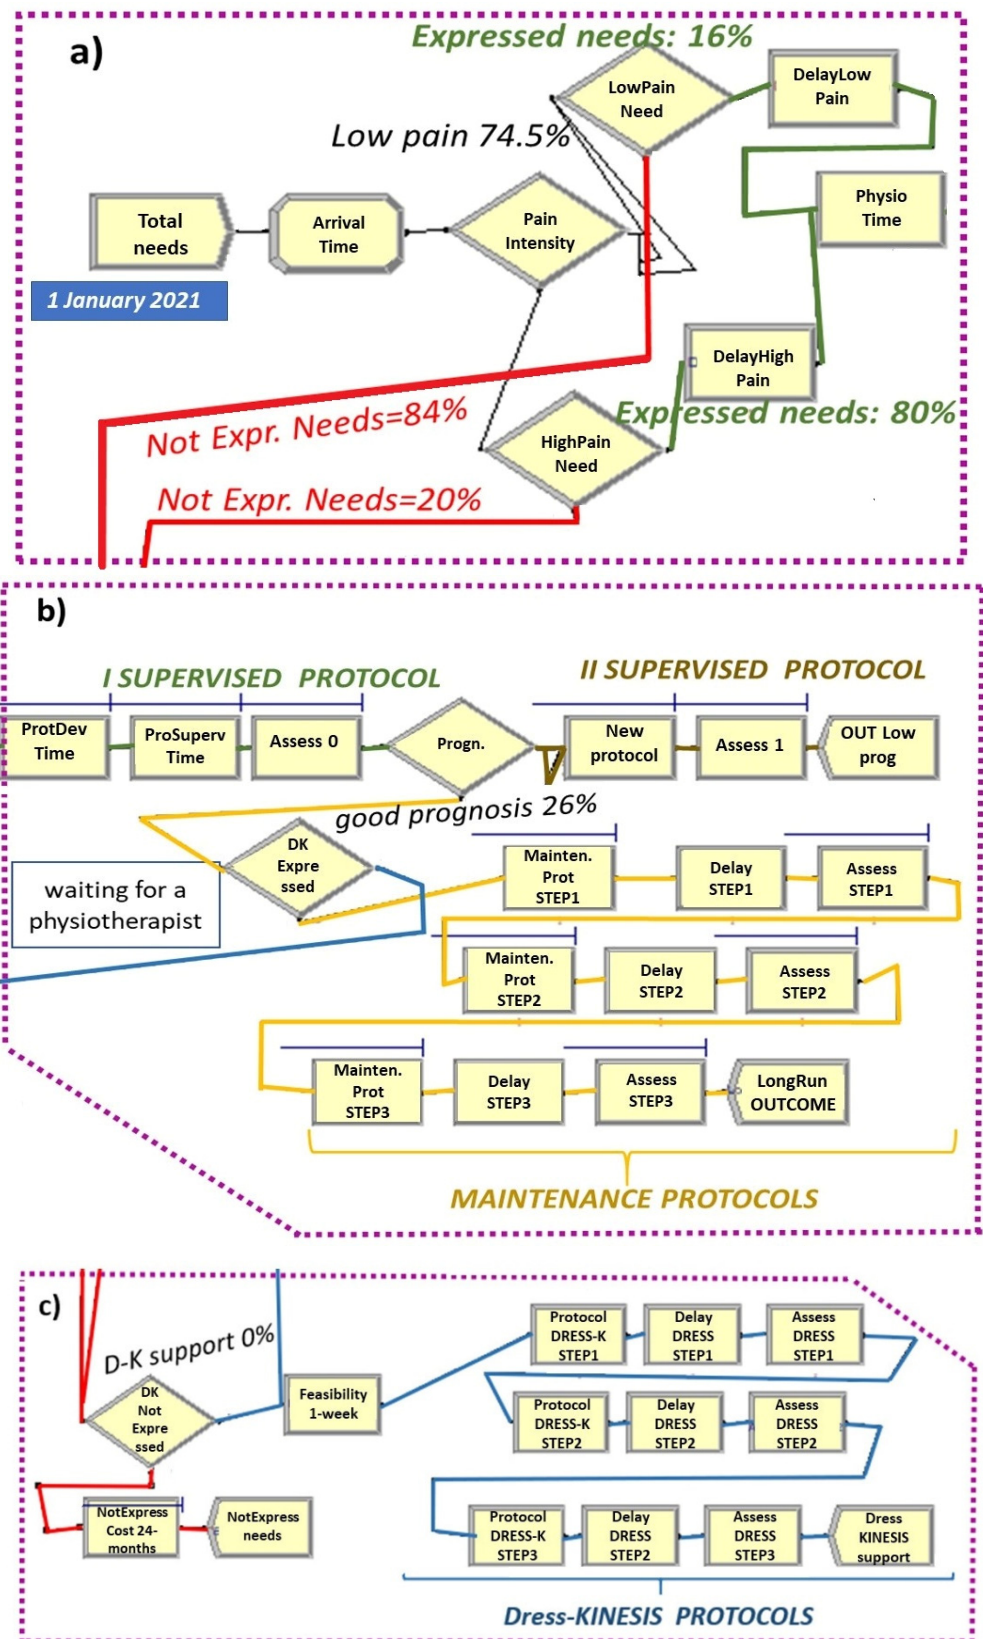 a)
Expressed needs: 16%
LowPain
Need
DelayLow
Pain
Low pain 74.5%
Total
needs
Arrival
Time
Pain
Intensity
Physio
Time
1 January 2021
DelayHigh
Pain
Expressed needs: 80%
Not Expr. Needs=84%
HighPain
Need
Not Expr. Needs=20%
b)
I SUPERVISED PROTOCOL
II SUPERVISED PROTOCOL
ProtDev
Time
ProSuperv
Time
Assess 0
Progn.
New
protocol
Assess 1
OUT Low
prog
good prognosis 26%
DK
Expre
ssed
waiting for a
physiotherapist
Mainten.
Prot
STEP1
Delay
STEP1
Assess
STEP1
Mainten.
Prot
STEP2
Delay
STEP2
Assess
STEP2
Mainten.
Prot
STEP3
Delay
STEP3
Assess
STEP3
LongRun
OUTCOME
MAINTENANCE PROTOCOLS
c)
D-K support 0%
DK
Not
Expre
ssed
Feasibility
1-week
Protocol
DRESS-K
STEP1
Delay
DRESS
STEP1
Assess
DRESS
STEP1
Protocol
DRESS-K
STEP2
Delay
DRESS
STEP2
Assess
DRESS
STEP2
NotExpress
Cost 24-
months
NotExpress
needs
Protocol
DRESS-K
STEP3
Delay
DRESS
STEP2
Assess
DRESS
STEP3
Dress
KINESIS
support
Dress-KINESIS PROTOCOLS